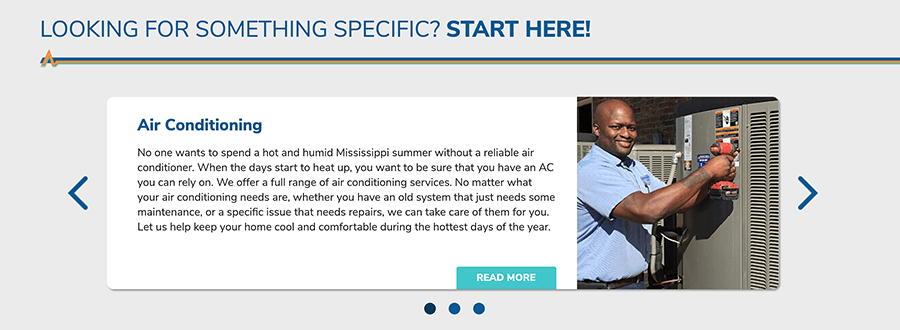 LOOKING FOR SOMETHING SPECIFIC? START HERE!
Air Conditioning
No one wants to spend a hot and humid Mississippi summer without a reliable air
conditioner. When the days start to heat up, you want to be sure that you have an AC
you can rely on. We offer a full range of air conditioning services. No matter what
your air conditioning needs are, whether you have an old system that just needs some
maintenance, or a specific issue that needs repairs, we can take care of them for you.
Let us help keep your home cool and comfortable during the hottest days of the year.
READ MORE